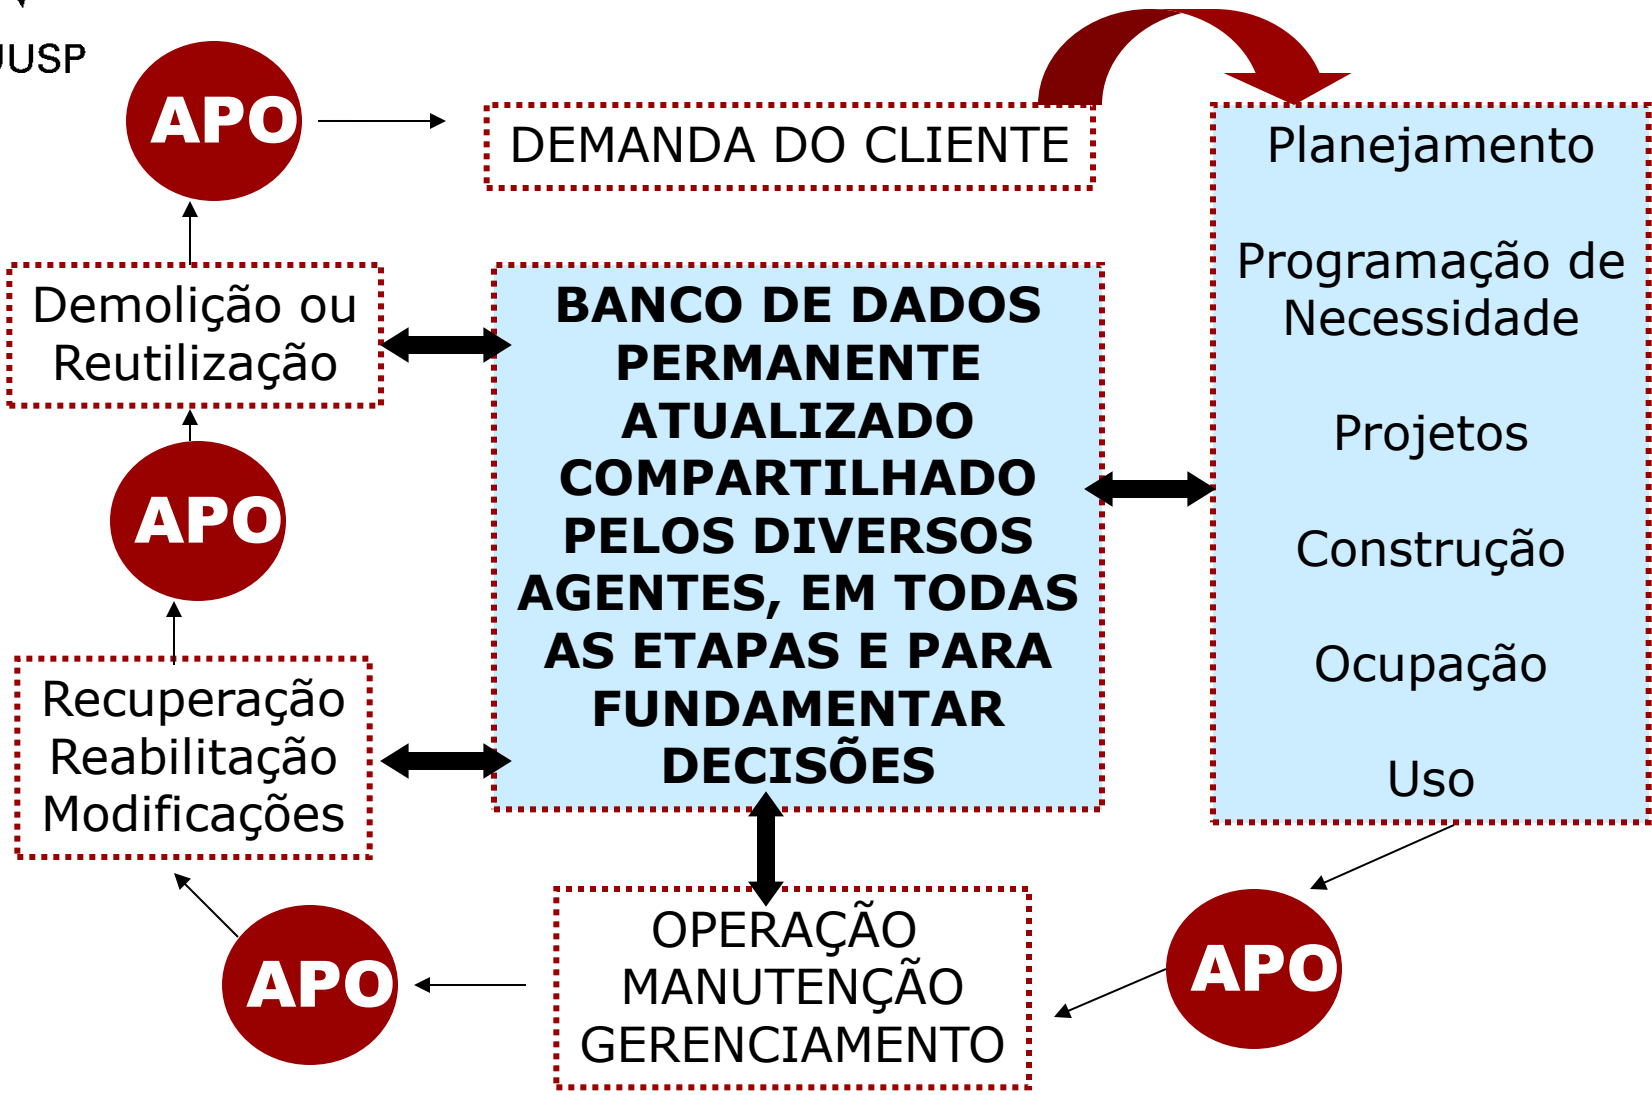 APO
DEMANDA DO CLIENTE
Planejamento
Programação de
Necessidade
Projetos
Construção
Ocupação
Uso
Demolição ou
Reutilização
BANCO DE DADOS
PERMANENTE
ATUALIZADO
COMPARTILHADO
PELOS DIVERSOS
AGENTES, EM TODAS
AS ETAPAS E PARA
FUNDAMENTAR
DECISÕES
APO
Recuperação
Reabilitação
Modificações
APO
OPERAÇÃO
MANUTENÇÃO
GERENCIAMENTO
APO